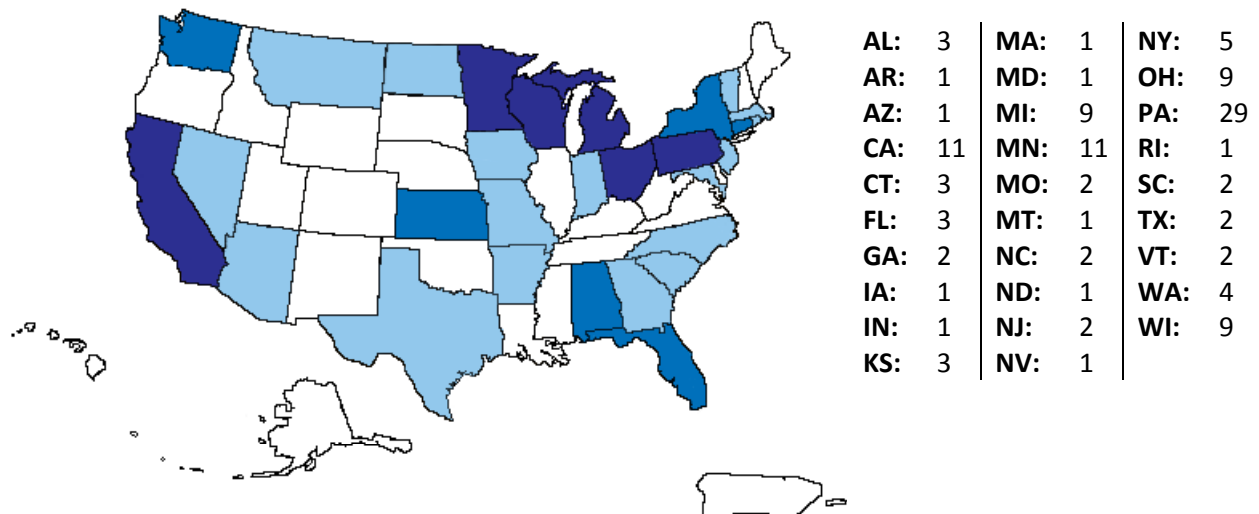 AL: 3 MA: 1 NY: 5
AR: 1 MD: 1 OH: 9
AZ: 1 MI: 9 PA: 29
CA: 11 MN: 11 RI: 1
CT: 3 MO: 2 SC: 2
FL: 3 MT: 1 TX: 2
GA: 2 NC: 2 VT: 2
IA: 1 ND: 1 WA: 4
IN: 1 NJ: 2 WI: 9
KS: 3 NV: 1